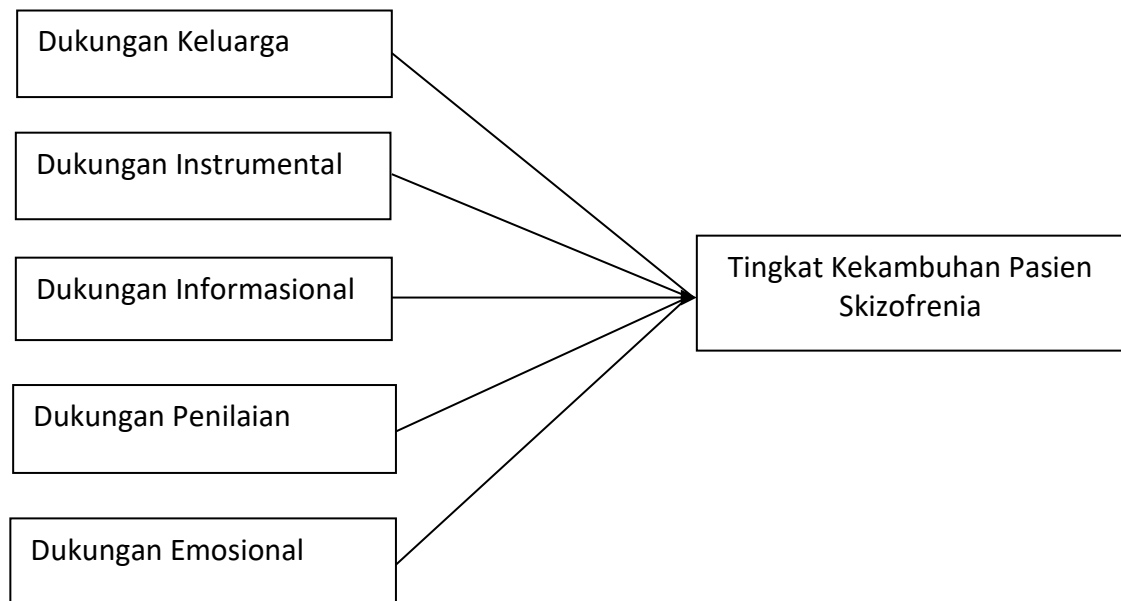 Dukungan Keluarga
Dukungan Instrumental
Dukungan Informasional
Dukungan Penilaian
Dukungan Emosional
Tingkat Kekambuhan Pasien
Skizofrenia